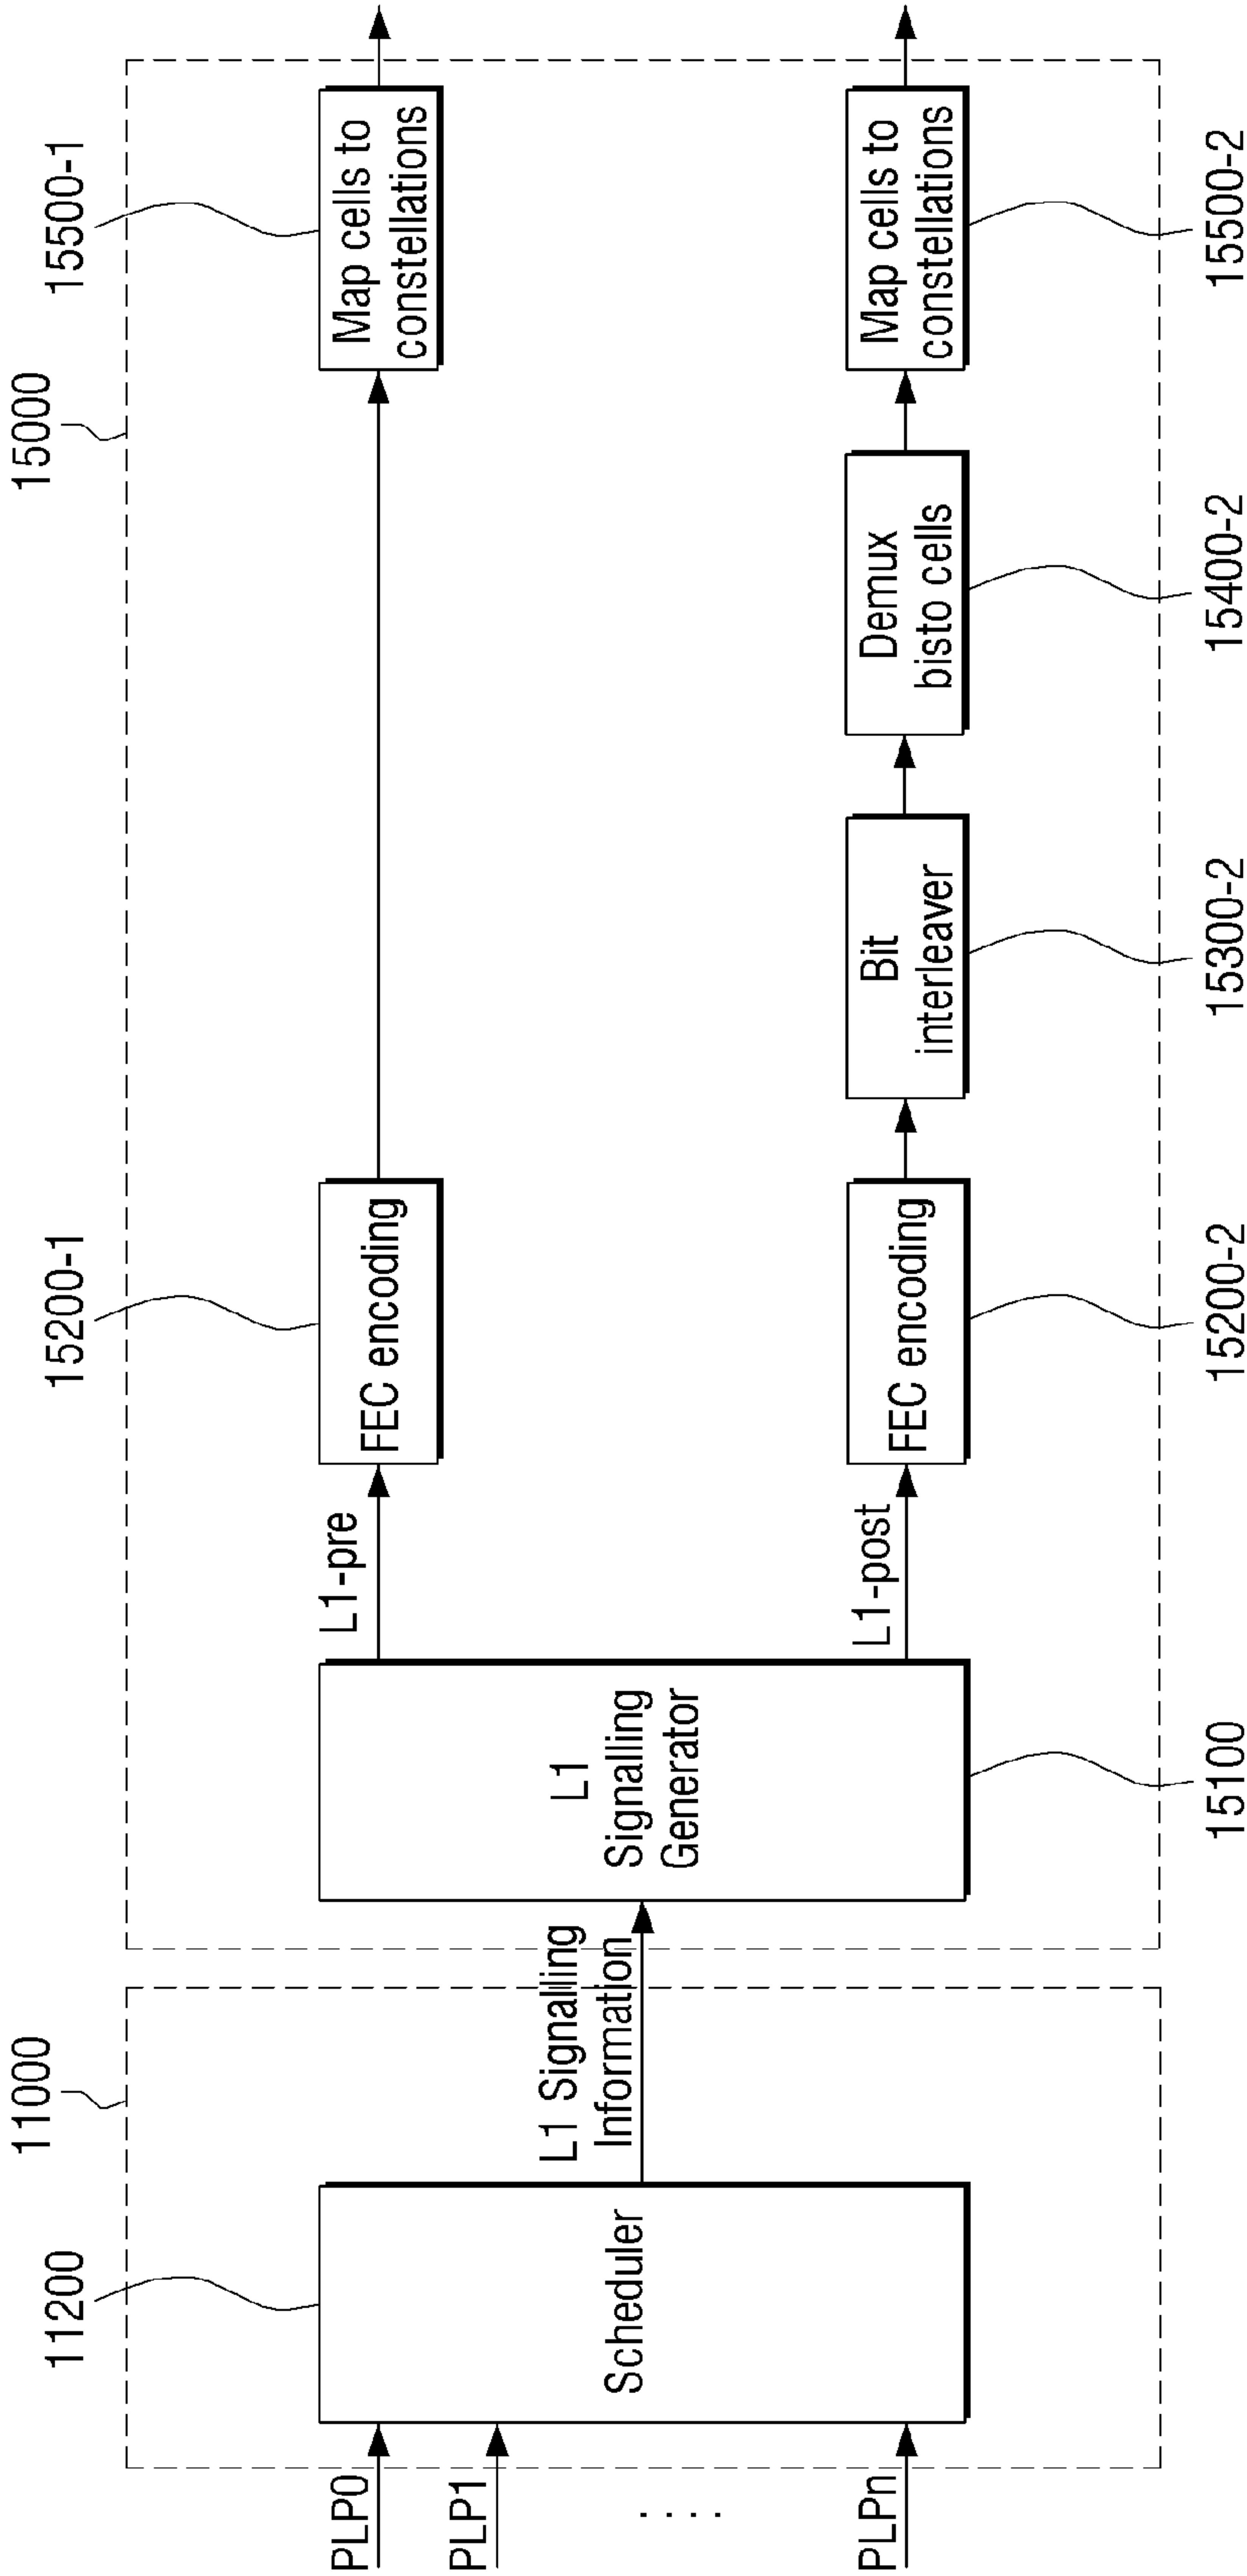 11000
15000
11200
15200-1
15500-1
PLP0
PLP1
. . . .
PLPn
Scheduler
L1 Signalling
Information
L1
Signalling
Generator
L1-pre
FEC encoding
Map cells to
constellations
L1-post
FEC encoding
Bit
interleaver
Demux
bisto cells
Map cells to
constellations
15100
15200-2
15300-2
15400-2
15500-2